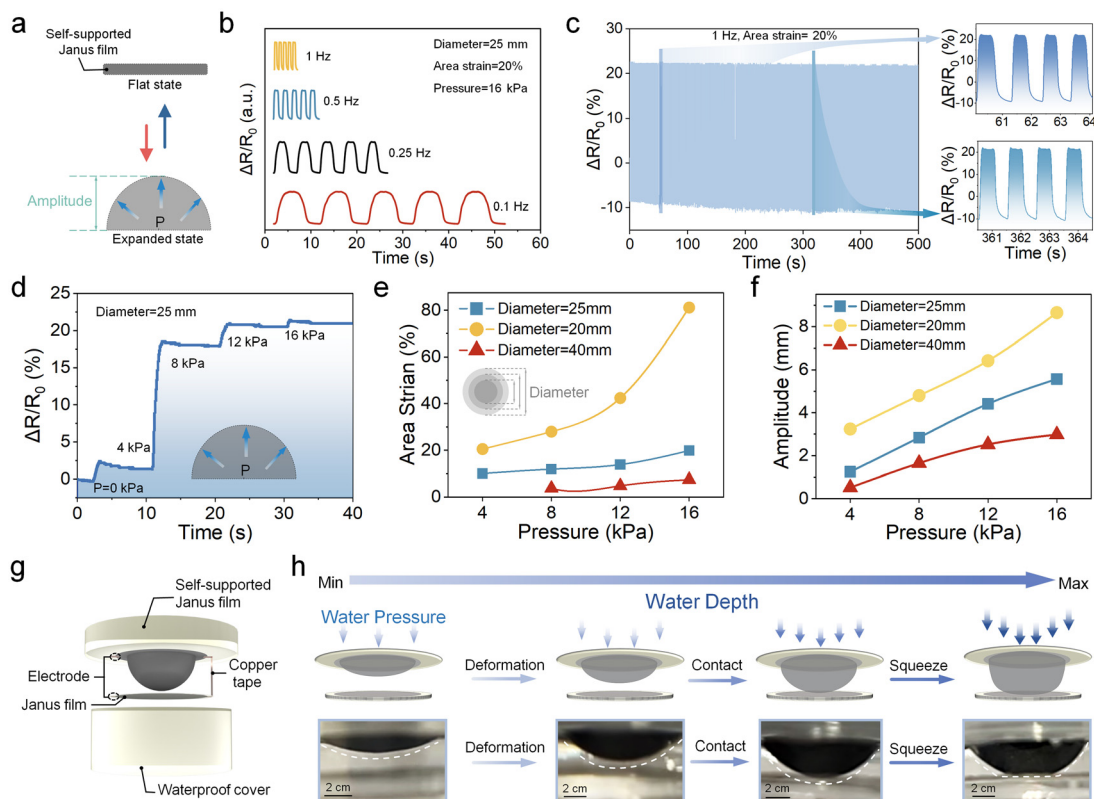 a
Self-supported
Janus film
Flat state
Amplitude
P
Expanded state
b
ΔR/R0 (a.u.)
Diameter=25 mm
Area strain=20%
Pressure=16 kPa
1 Hz
0.5 Hz
0.25 Hz
0.1 Hz
0 10 20 30 40 50 60
Time (s)
c
1 Hz, Area strain= 20%
ΔR/R0 (%)
30
20
10
0
-10
0 100 200 300 400 500
Time (s)
ΔR/R0 (%)
20
10
0
-10
61 62 63 64
ΔR/R0 (%)
20
10
0
-10
361 362 363 364
Time (s)
d
Diameter=25 mm
ΔR/R0 (%)
25
20
15
10
5
0
P=0 kPa
4 kPa
8 kPa
12 kPa
16 kPa
P
0 10 20 30 40
Time (s)
e
Diameter=25mm
Diameter=20mm
Diameter=40mm
Diameter
Area Strian (%)
80
60
40
20
0
4 8 12 16
Pressure (kPa)
f
Diameter=25mm
Diameter=20mm
Diameter=40mm
Amplitude (mm)
8
6
4
2
0
4 8 12 16
Pressure (kPa)
g
Self-supported
Janus film
Electrode
Copper
tape
Janus film
Waterproof cover
h
Min
Max
Water Depth
Water Pressure
Deformation
Contact
Squeeze
Deformation
Contact
Squeeze
2 cm
2 cm
2 cm
2 cm